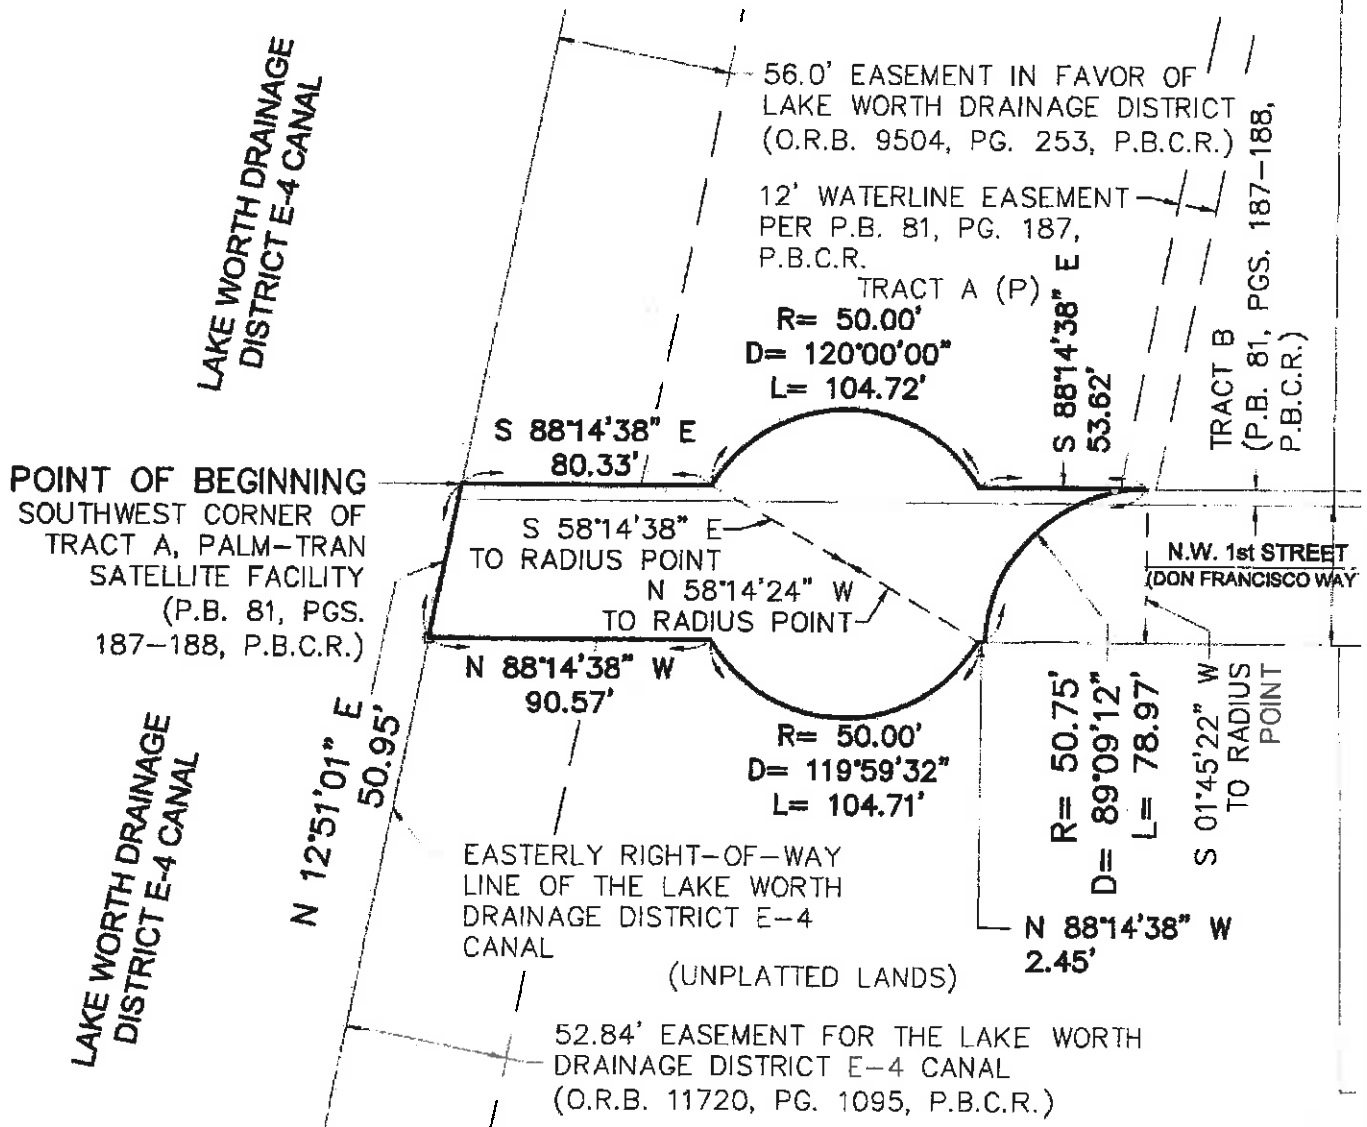 LAKE WORTH DRAINAGE
DISTRICT E-4 CANAL
56.0' EASEMENT IN FAVOR OF
LAKE WORTH DRAINAGE DISTRICT
(O.R.B. 9504, PG. 253, P.B.C.R.)
12' WATERLINE EASEMENT
PER P.B. 81, PG. 187,
P.B.C.R.
TRACT A (P)
R= 50.00'
D= 120°00'00"
L= 104.72'
S 88°14'38" E
53.62'
TRACT B
(P.B. 81, PGS. 187-188,
P.B.C.R.)
S 88°14'38" E
80.33'
POINT OF BEGINNING
SOUTHWEST CORNER OF
TRACT A, PALM-TRAN
SATELLITE FACILITY
(P.B. 81, PGS.
187-188, P.B.C.R.)
S 58°14'38" E
TO RADIUS POINT
N 58°14'24" W
TO RADIUS POINT
N.W. 1st STREET
(DON FRANCISCO WAY
N 88°14'38" W
90.57'
N 12°51'01" E
50.95'
R= 50.00'
D= 119°59'32"
L= 104.71'
R= 50.75'
D= 89°09'12"
L= 78.97'
S 01°45'22" W
TO RADIUS
POINT
LAKE WORTH DRAINAGE
DISTRICT E-4 CANAL
EASTERLY RIGHT-OF-WAY
LINE OF THE LAKE WORTH
DRAINAGE DISTRICT E-4
CANAL
N 88°14'38" W
2.45'
(UNPLATTED LANDS)
52.84' EASEMENT FOR THE LAKE WORTH
DRAINAGE DISTRICT E-4 CANAL
(O.R.B. 11720, PG. 1095, P.B.C.R.)